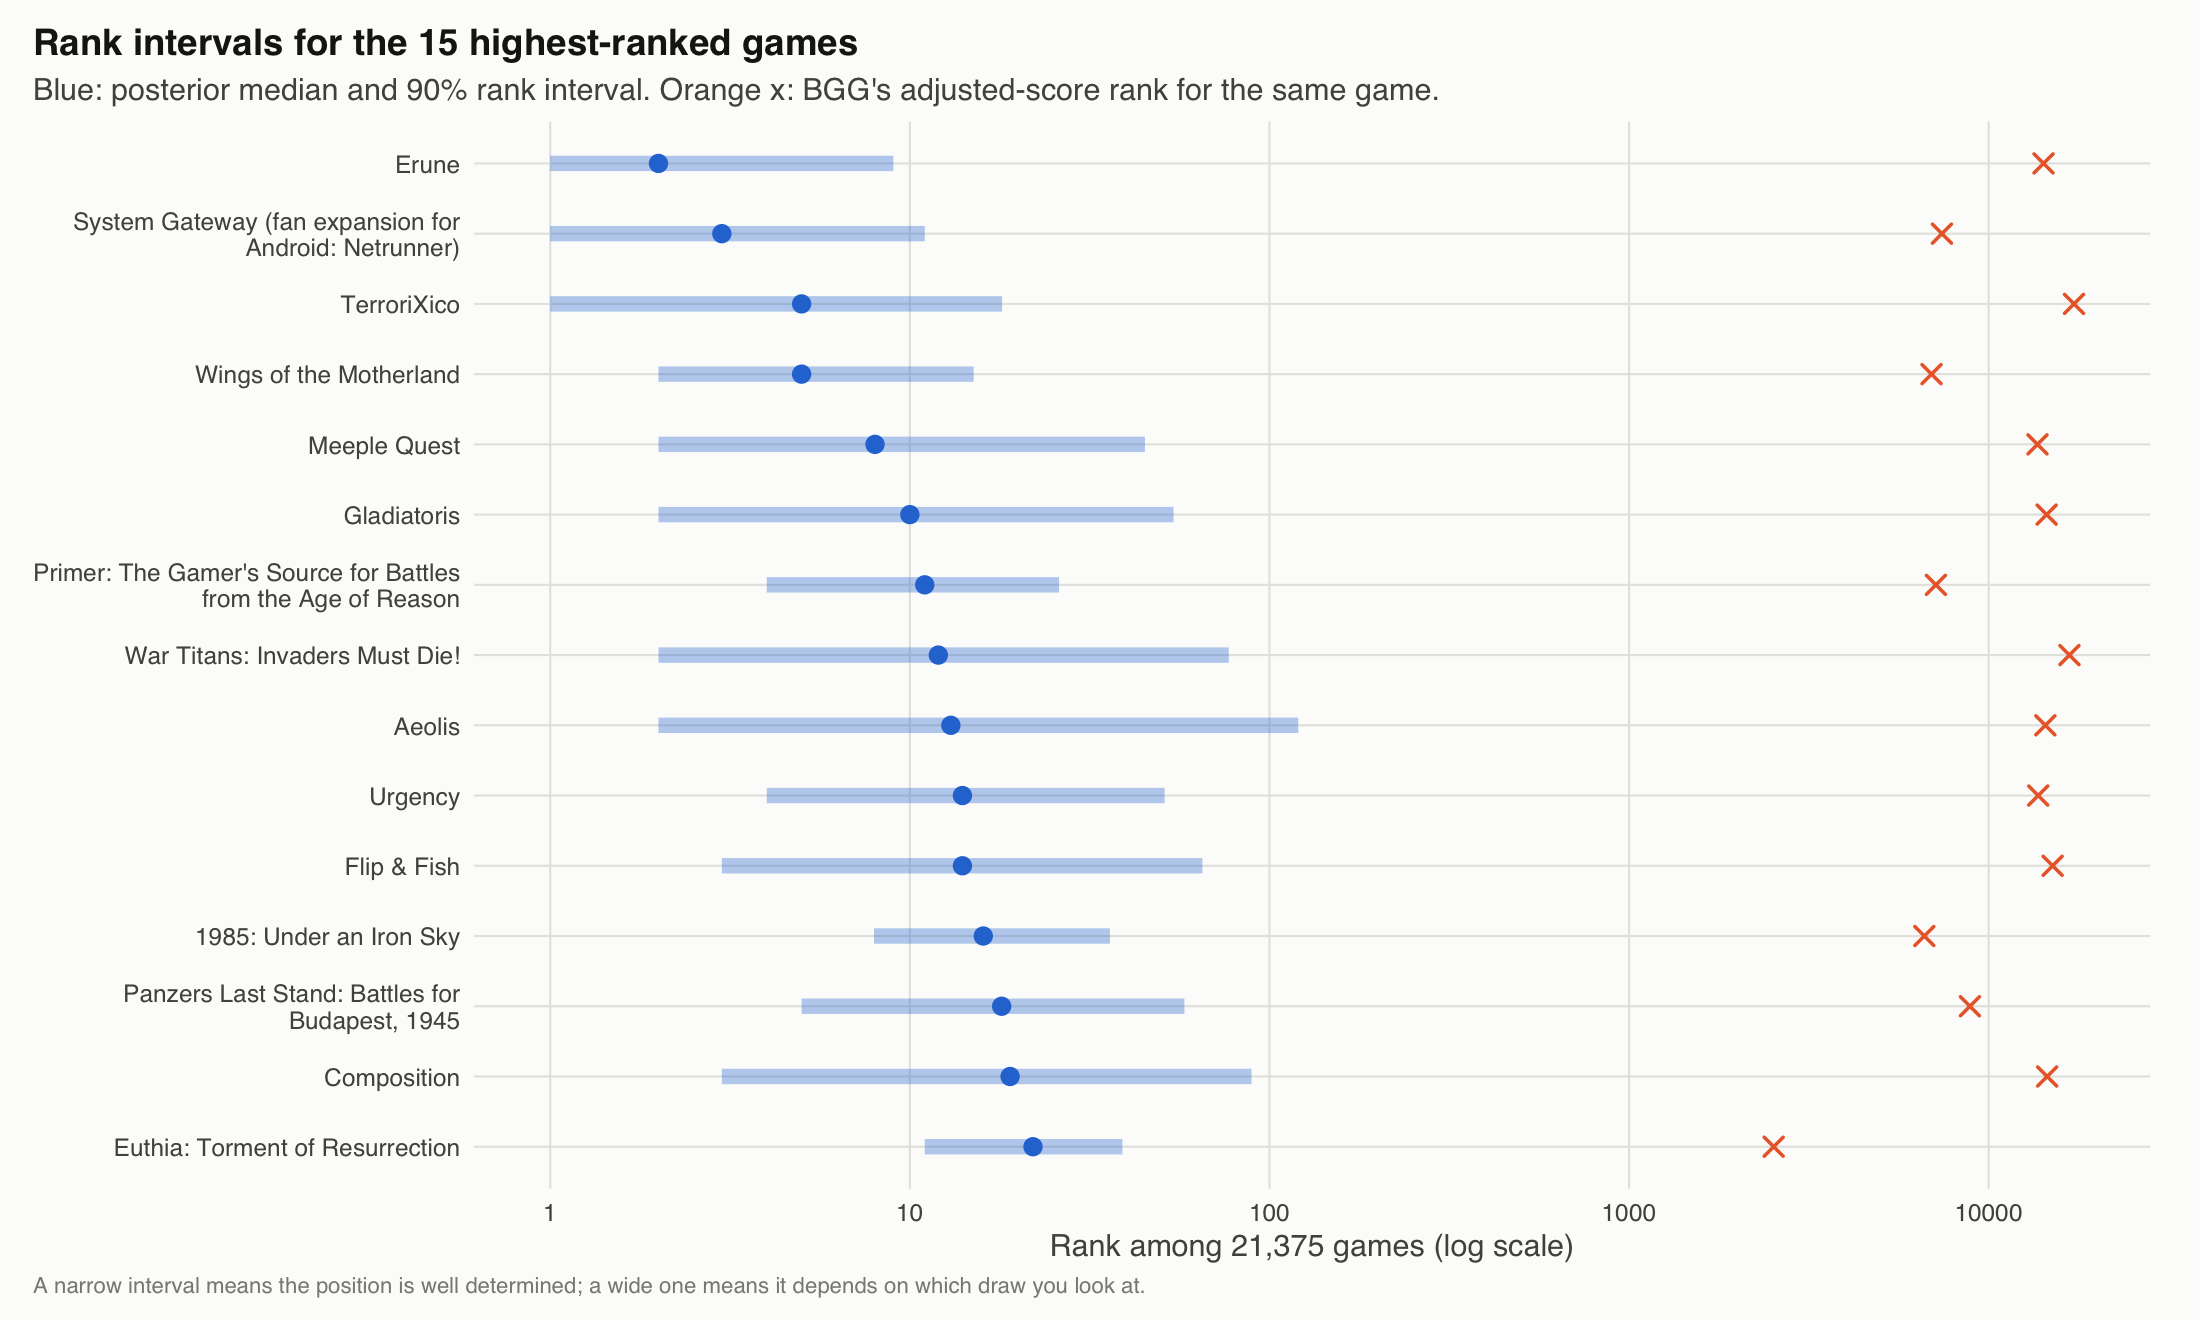 Rank intervals for the 15 highest-ranked games
Blue: posterior median and 90% rank interval. Orange x: BGG's adjusted-score rank for the same game.
Erune
System Gateway (fan expansion for
Android: Netrunner)
TerroriXico
Wings of the Motherland
Meeple Quest
Gladiatoris
Primer: The Gamer's Source for Battles
from the Age of Reason
War Titans: Invaders Must Die!
Aeolis
Urgency
Flip & Fish
1985: Under an Iron Sky
Panzers Last Stand: Battles for
Budapest, 1945
Composition
Euthia: Torment of Resurrection
1 10 100 1000 10000
Rank among 21,375 games (log scale)
A narrow interval means the position is well determined; a wide one means it depends on which draw you look at.